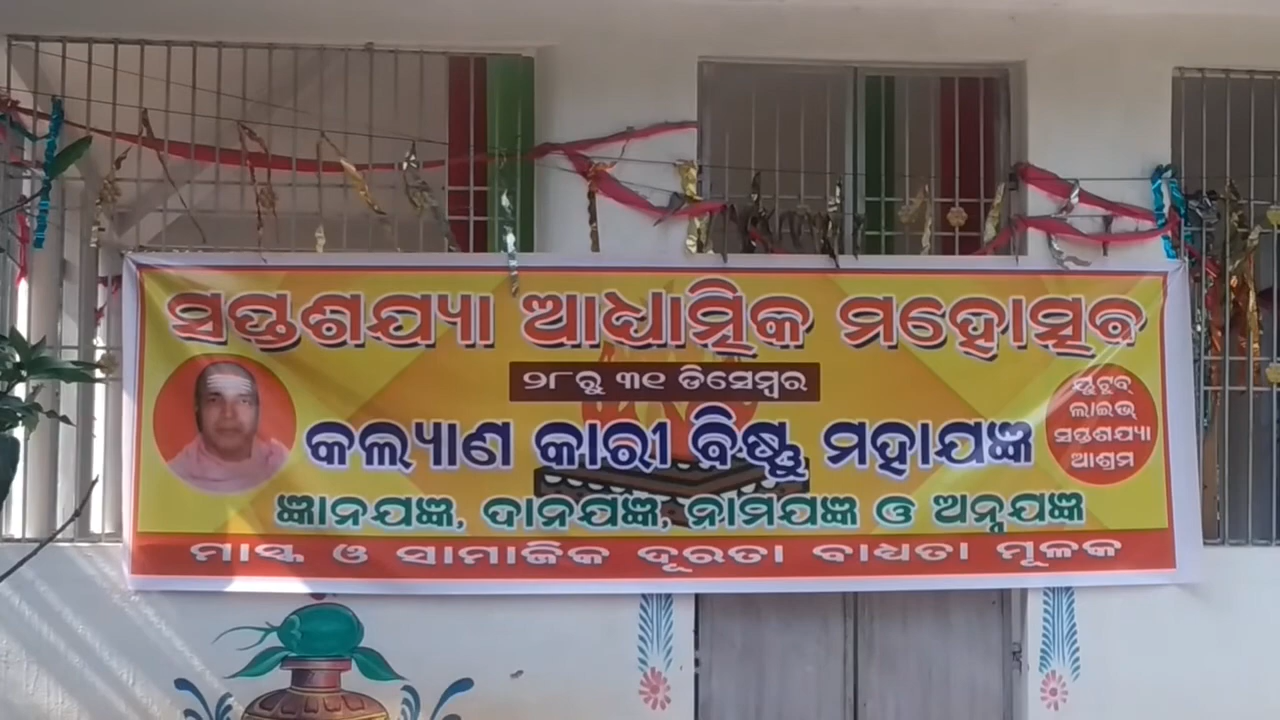 ସପ୍ତଶଯ୍ୟା ଆଧ୍ୟାତ୍ମିକ ମହୋତ୍ସବ
୨୮ରୁ ୩୧ ଡିସେମ୍ବର
କଲ୍ୟାଣ କାରୀ ବିଷ୍ଣୁ ମହାଯଜ୍ଞ
ୟୁଟୁବ୍
ଲାଇଭ୍
ସପ୍ତଶଯ୍ୟା
ଆଶ୍ରମ
ଜ୍ଞାନଯଜ୍ଞ, ଦାନଯଜ୍ଞ, ନାମଯଜ୍ଞ ଓ ଅନ୍ନଯଜ୍ଞ
ମାସ୍କ ଓ ସାମାଜିକ ଦୂରତା ବାଧ୍ୟତା ମୂଳକ